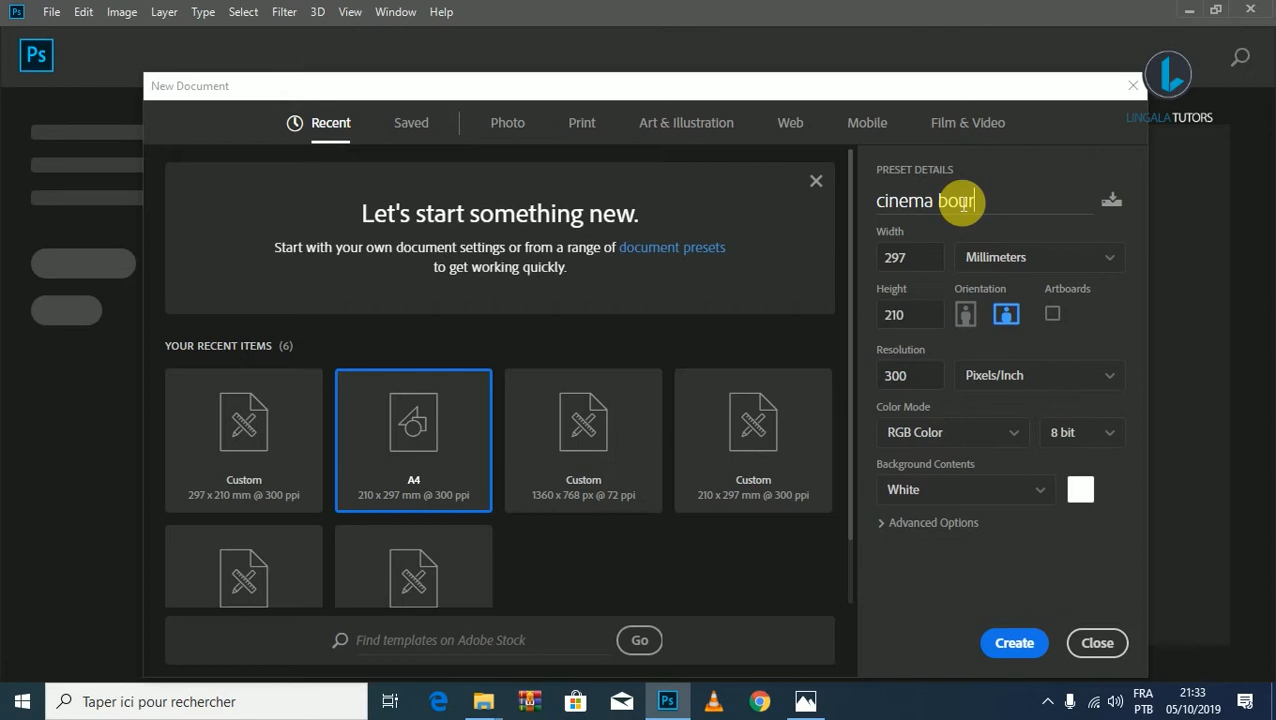 Ps File Edit Image Layer Type Select Filter 3D View Window Help
Ps
New Document
LINGALA TUTORS
Recent Saved Photo Print Art & Illustration Web Mobile Film & Video
Let's start something new.
Start with your own document settings or from a range of document presets
to get working quickly.
YOUR RECENT ITEMS (6)
Custom
297 x 210 mm @ 300 ppi
A4
210 x 297 mm @ 300 ppi
Custom
1360 x 768 px @ 72 ppi
Custom
210 x 297 mm @ 300 ppi
Find templates on Adobe Stock Go
PRESET DETAILS
cinema bour
Width
297 Millimeters
Height Orientation Artboards
210
Resolution
300 Pixels/Inch
Color Mode
RGB Color 8 bit
Background Contents
White
Advanced Options
Create Close
Taper ici pour rechercher
Ps
FRA 21:33
PTB 05/10/2019